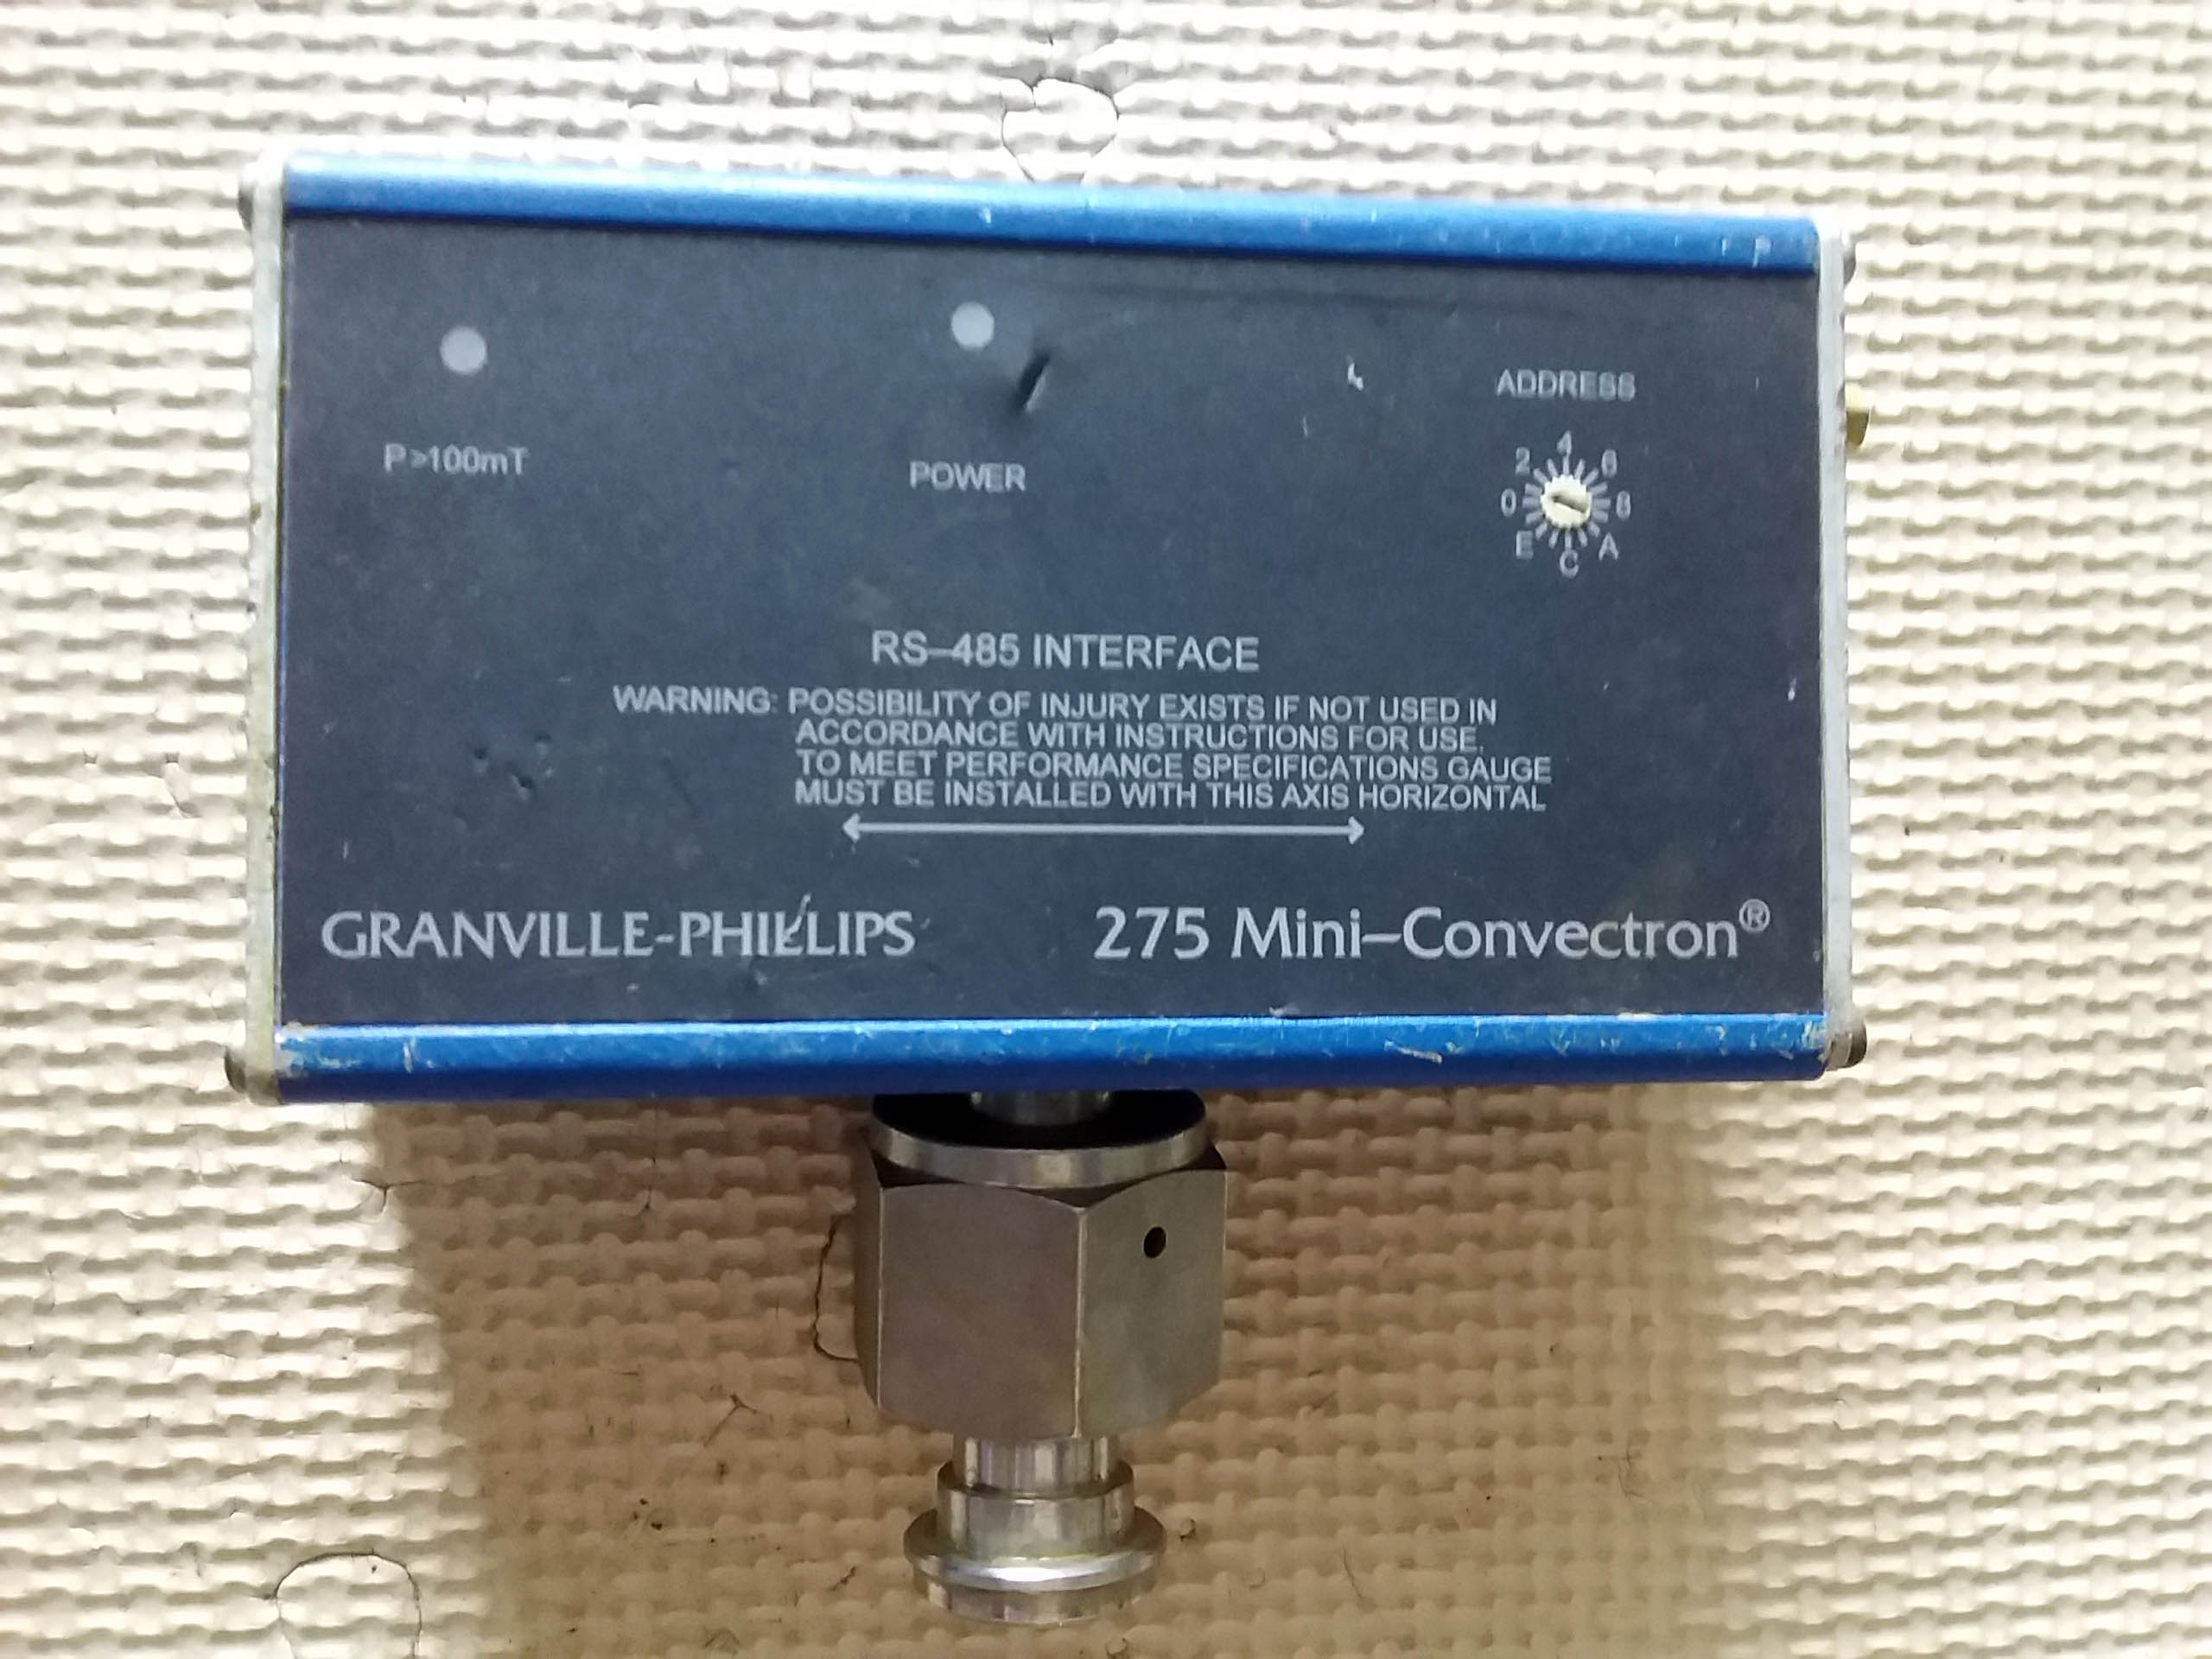 P>100mT
POWER
ADDRESS
0 2 4 6 8 A C E
RS–485 INTERFACE
WARNING: POSSIBILITY OF INJURY EXISTS IF NOT USED IN
ACCORDANCE WITH INSTRUCTIONS FOR USE.
TO MEET PERFORMANCE SPECIFICATIONS GAUGE
MUST BE INSTALLED WITH THIS AXIS HORIZONTAL
GRANVILLE-PHILLIPS 275 Mini–Convectron®